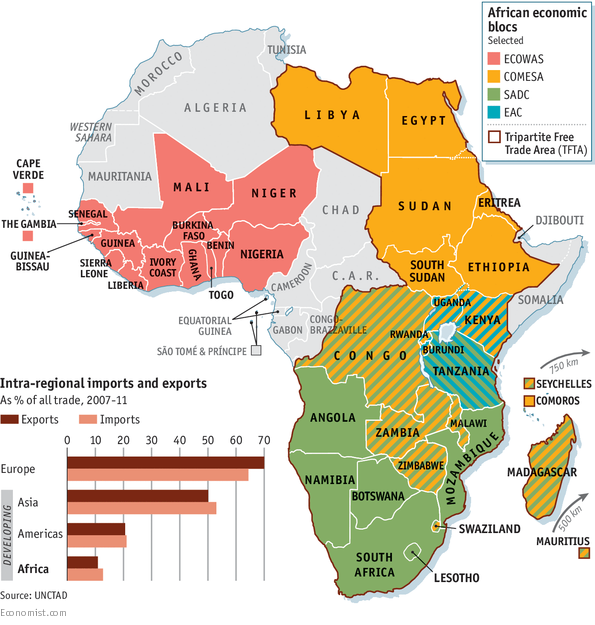 African economic
blocs
Selected
ECOWAS
COMESA
SADC
EAC
Tripartite Free
Trade Area (TFTA)
TUNISIA
MOROCCO
ALGERIA
LIBYA
EGYPT
WESTERN
SAHARA
MAURITANIA
CAPE
VERDE
MALI
NIGER
CHAD
SUDAN
ERITREA
SENEGAL
THE GAMBIA
BURKINA
FASO
DJIBOUTI
GUINEA
BENIN
NIGERIA
GUINEA-
BISSAU
IVORY
COAST
GHANA
SIERRA
LEONE
LIBERIA
TOGO
CAMEROON
C.A.R.
SOUTH
SUDAN
ETHIOPIA
SOMALIA
EQUATORIAL
GUINEA
GABON
CONGO-
BRAZZAVILLE
UGANDA
KENYA
RWANDA
SÃO TOMÉ & PRÍNCIPE
CONGO
BURUNDI
TANZANIA
750 km
SEYCHELLES
COMOROS
ANGOLA
ZAMBIA
MALAWI
MOZAMBIQUE
ZIMBABWE
MADAGASCAR
NAMIBIA
BOTSWANA
500 km
SWAZILAND
MAURITIUS
SOUTH
AFRICA
LESOTHO
Intra-regional imports and exports
As % of all trade, 2007-11
Exports
Imports
0 10 20 30 40 50 60 70
Europe
DEVELOPING
Asia
Americas
Africa
Source: UNCTAD
Economist.com